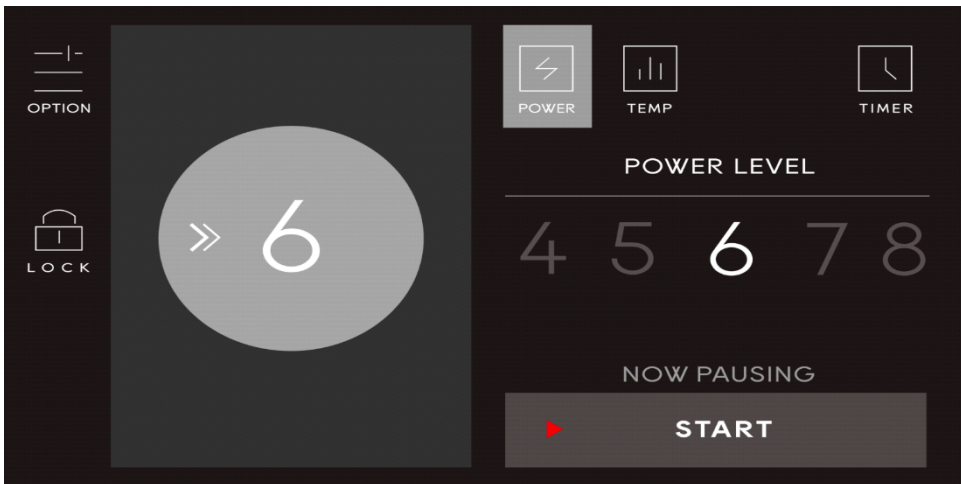 OPTION
LOCK
6
POWER TEMP TIMER
POWER LEVEL
4 5 6 7 8
NOW PAUSING
START